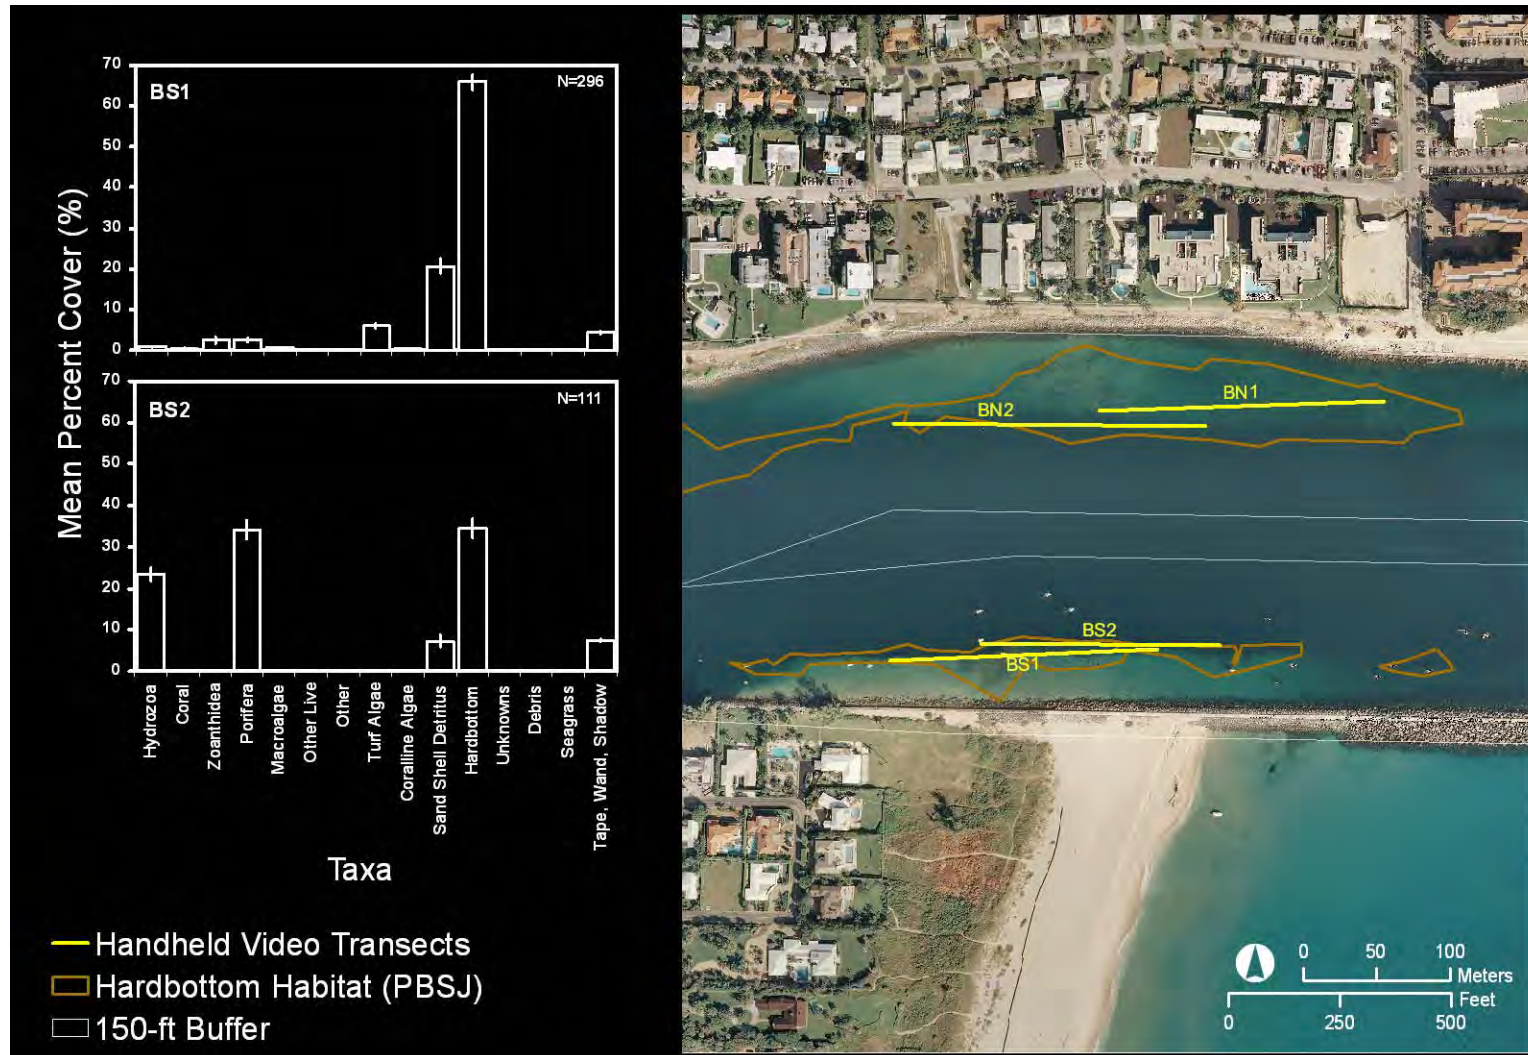 Mean Percent Cover (%)
BS1
N=296
70
60
50
40
30
20
10
0
BS2
N=111
70
60
50
40
30
20
10
0
Hydrozoa
Coral
Zoanthidea
Porifera
Macroalgae
Other Live
Other
Turf Algae
Coralline Algae
Sand Shell Detritus
Hardbottom
Unknowns
Debris
Seagrass
Tape, Wand, Shadow
Taxa
Handheld Video Transects
Hardbottom Habitat (PBSJ)
150-ft Buffer
BN1
BN2
BS2
BS1
0 50 100
Meters
Feet
0 250 500